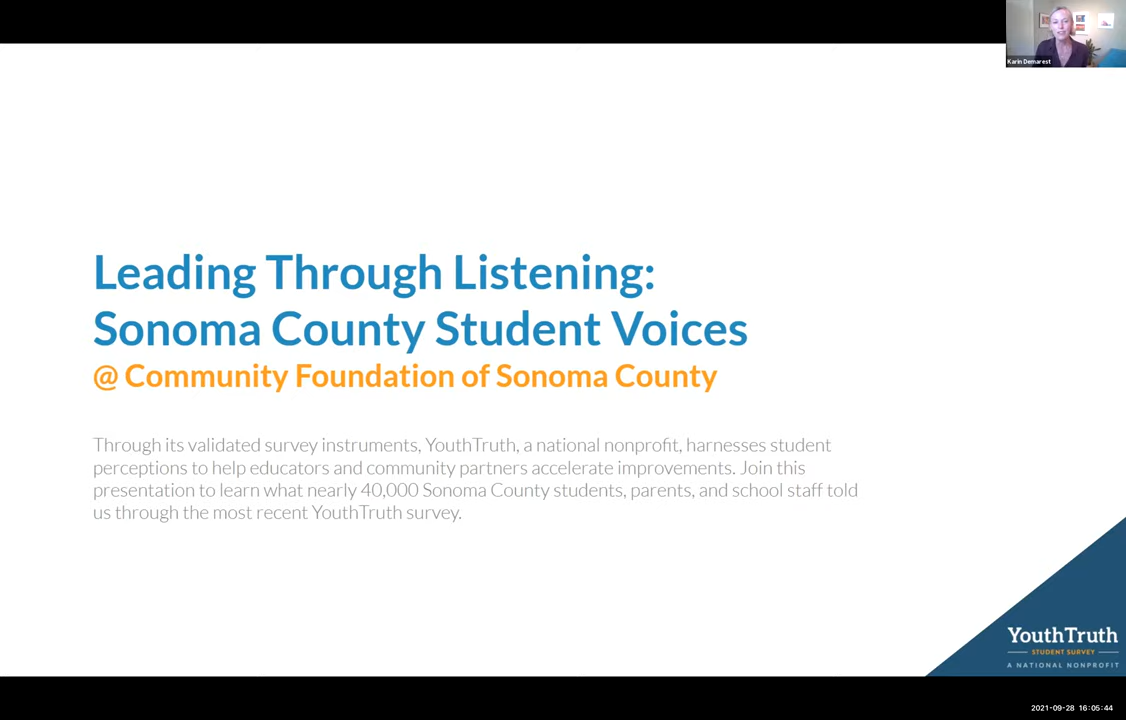 Karin Demarest
Leading Through Listening:
Sonoma County Student Voices
@ Community Foundation of Sonoma County
Through its validated survey instruments, YouthTruth, a national nonprofit, harnesses student
perceptions to help educators and community partners accelerate improvements. Join this
presentation to learn what nearly 40,000 Sonoma County students, parents, and school staff told
us through the most recent YouthTruth survey.
YouthTruth
STUDENT SURVEY
A NATIONAL NONPROFIT
2021-09-28 16:05:44